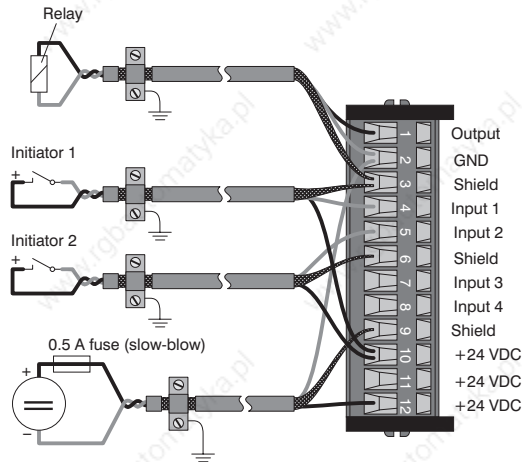 Relay
Initiator 1
+
Initiator 2
+
0.5 A fuse (slow-blow)
+
−
1 Output
2 GND
3 Shield
4 Input 1
5 Input 2
6 Shield
7 Input 3
8 Input 4
9 Shield
10 +24 VDC
11 +24 VDC
12 +24 VDC